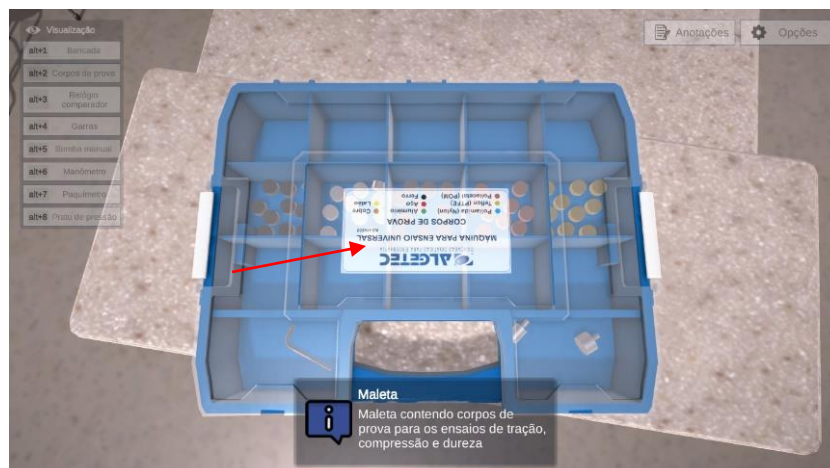 Visualização
alt+1 Bancada
alt+2 Corpos de prova
alt+3 Relógio comparador
alt+4 Garras
alt+5 Bomba manual
alt+6 Manômetro
alt+7 Paquímetro
alt+8 Prato de pressão
Anotações
Opções
ALGETEC
MÁQUINA PARA ENSAIO UNIVERSAL
CORPOS DE PROVA
Poliamida (Nylon)
Alumínio
Cobre
Teflon (PTFE)
Aço
Latão
Poliacetal (POM)
Ferro
Maleta
Maleta contendo corpos de
prova para os ensaios de tração,
compressão e dureza